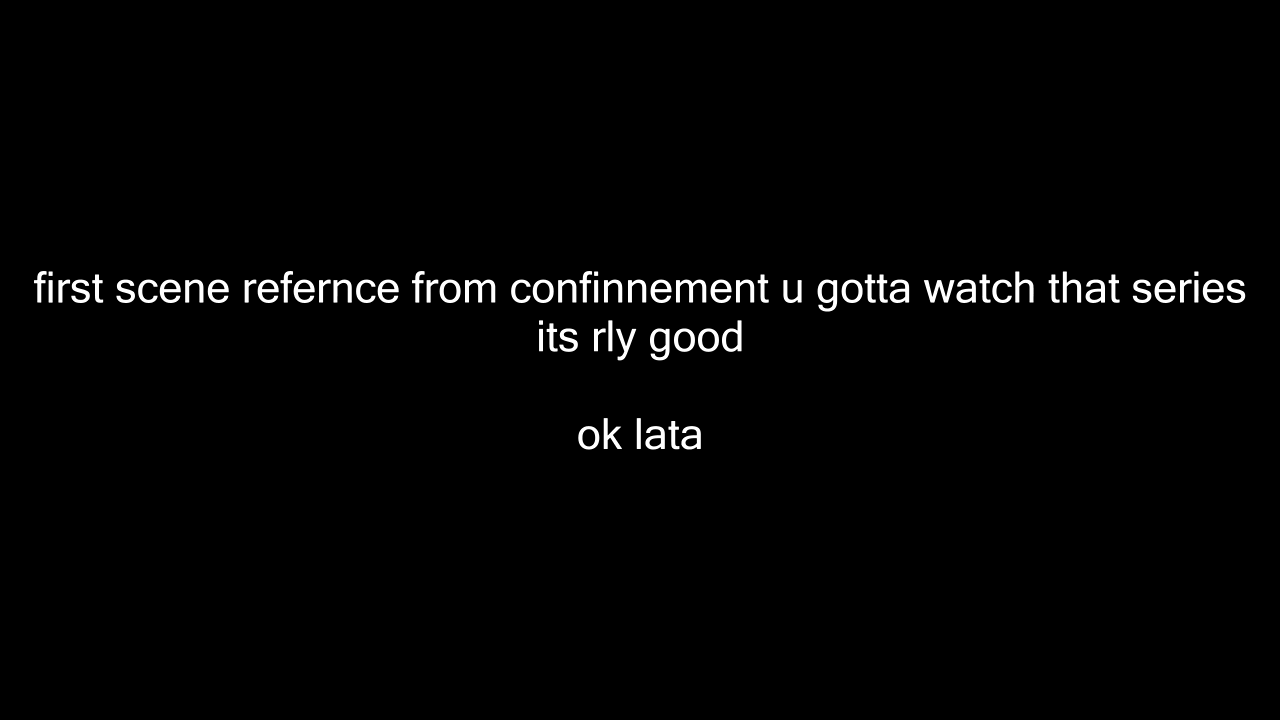 first scene refernce from confinnement u gotta watch that series
its rly good
ok lata